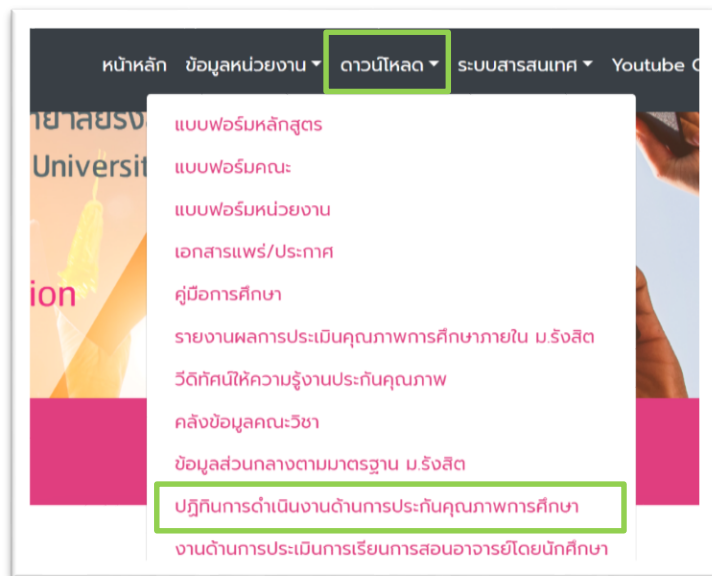 หน้าหลัก ข้อมูลหน่วยงาน ดาวน์โหลด ระบบสารสนเทศ Youtube
แบบฟอร์มหลักสูตร
Universit
แบบฟอร์มคณะ
แบบฟอร์มหน่วยงาน
เอกสารแพร่/ประกาศ
ion
คู่มือการศึกษา
รายงานผลการประเมินคุณภาพการศึกษาภายใน ม.รังสิต
วีดิทัศน์ให้ความรู้งานประกันคุณภาพ
คลังข้อมูลคณะวิชา
ข้อมูลส่วนกลางตามมาตรฐาน ม.รังสิต
ปฏิทินการดำเนินงานด้านการประกันคุณภาพการศึกษา
งานด้านการประเมินการเรียนการสอนอาจารย์โดยนักศึกษา